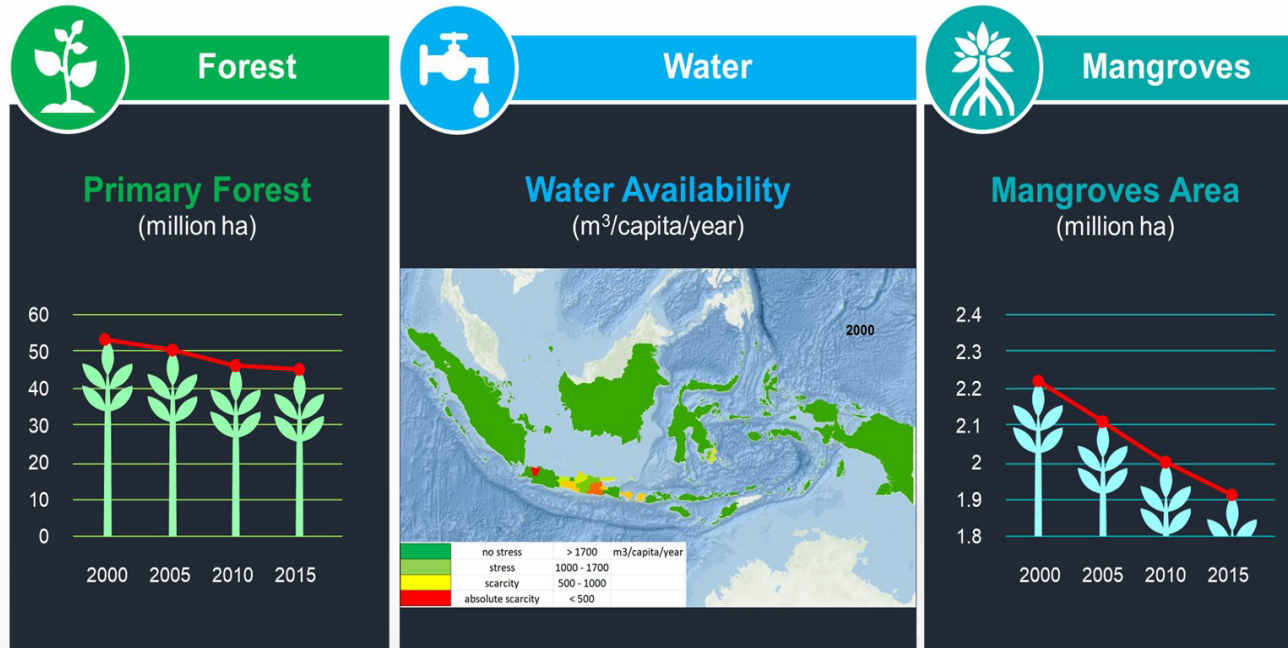 Forest
Primary Forest
(million ha)
60
50
40
30
20
10
0
2000 2005 2010 2015
Water
Water Availability
(m³/capita/year)
2000
no stress > 1700 m3/capita/year
stress 1000 - 1700
scarcity 500 - 1000
absolute scarcity < 500
Mangroves
Mangroves Area
(million ha)
2.4
2.3
2.2
2.1
2
1.9
1.8
2000 2005 2010 2015